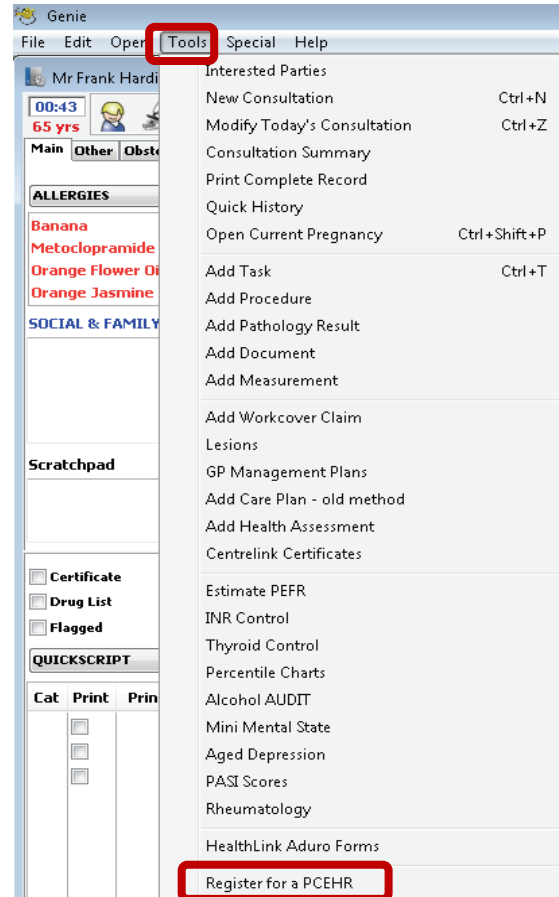 Genie
File Edit Open Tools Special Help
Mr Frank Hardi
00:43
65 yrs
Main Other Obste
ALLERGIES
Banana
Metoclopramide
Orange Flower Oi
Orange Jasmine
SOCIAL & FAMILY
Scratchpad
Certificate
Drug List
Flagged
QUICKSCRIPT
Cat Print Prin
Interested Parties
New Consultation Ctrl+N
Modify Today's Consultation Ctrl+Z
Consultation Summary
Print Complete Record
Quick History
Open Current Pregnancy Ctrl+Shift+P
Add Task Ctrl+T
Add Procedure
Add Pathology Result
Add Document
Add Measurement
Add Workcover Claim
Lesions
GP Management Plans
Add Care Plan - old method
Add Health Assessment
Centrelink Certificates
Estimate PEFR
INR Control
Thyroid Control
Percentile Charts
Alcohol AUDIT
Mini Mental State
Aged Depression
PASI Scores
Rheumatology
HealthLink Aduro Forms
Register for a PCEHR